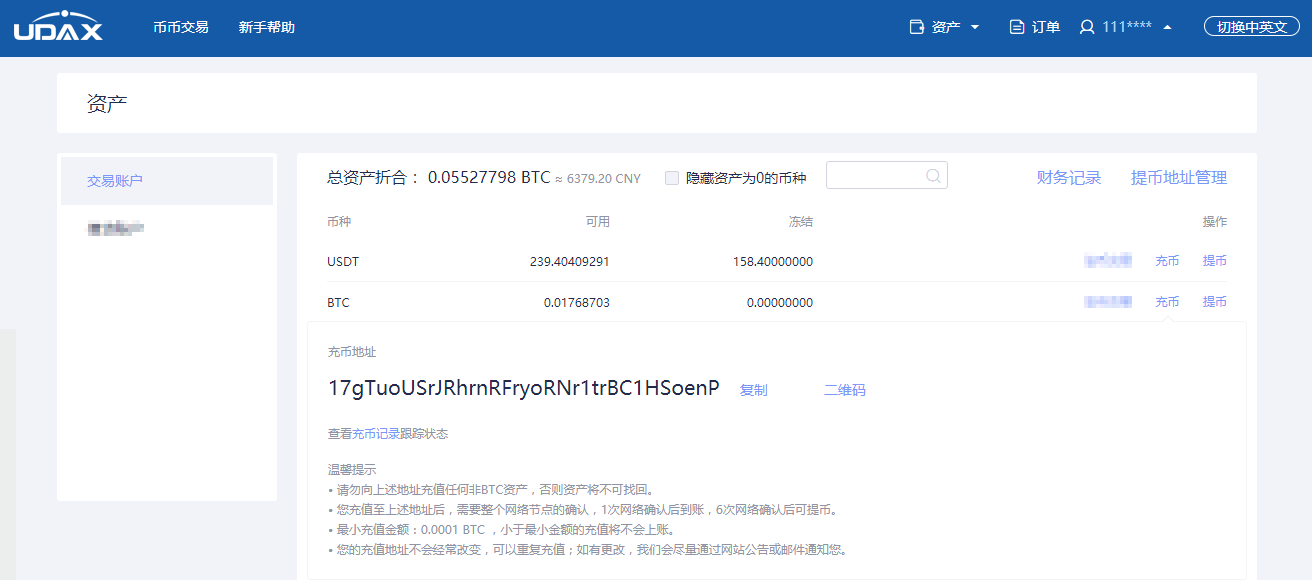 UDAX 币币交易 新手帮助 资产 订单 111**** 切换中英文
资产
交易账户
总资产折合： 0.05527798 BTC ≈ 6379.20 CNY 隐藏资产为0的币种 财务记录 提币地址管理
币种 可用 冻结 操作
USDT 239.40409291 158.40000000 充币 提币
BTC 0.01768703 0.00000000 充币 提币
充币地址
17gTuoUSrJRhrnRFryoRNr1trBC1HSoenP 复制 二维码
查看充币记录跟踪状态
温馨提示
• 请勿向上述地址充值任何非BTC资产，否则资产将不可找回。
• 您充值至上述地址后，需要整个网络节点的确认，1次网络确认后到账，6次网络确认后可提币。
• 最小充值金额：0.0001 BTC ，小于最小金额的充值将不会上账。
• 您的充值地址不会经常改变，可以重复充值；如有更改，我们会尽量通过网站公告或邮件通知您。